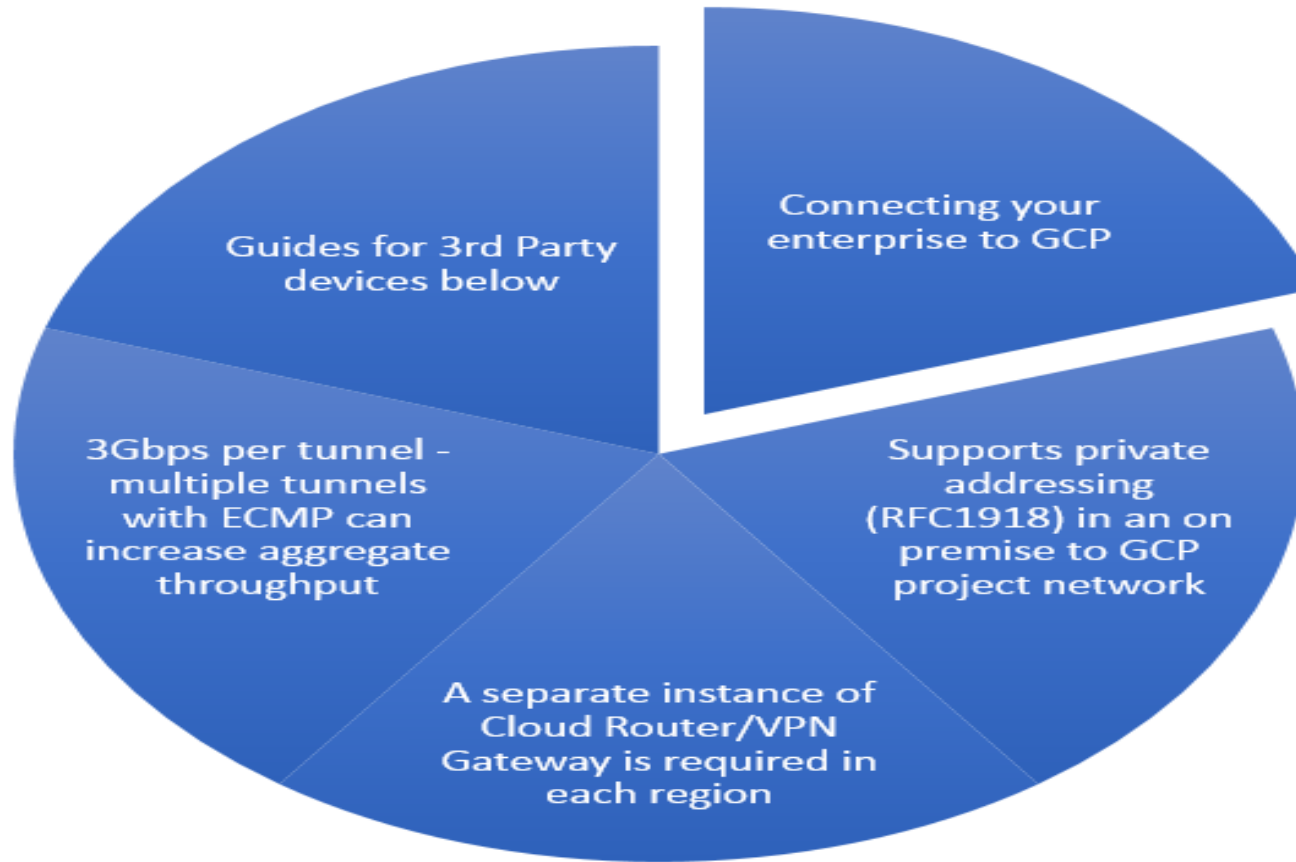 Connecting your
enterprise to GCP
Supports private
addressing
(RFC1918) in an on
premise to GCP
project network
A separate instance of
Cloud Router/VPN
Gateway is required in
each region
3Gbps per tunnel -
multiple tunnels
with ECMP can
increase aggregate
throughput
Guides for 3rd Party
devices below